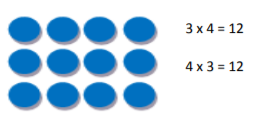 3 x 4 = 12
4 x 3 = 12